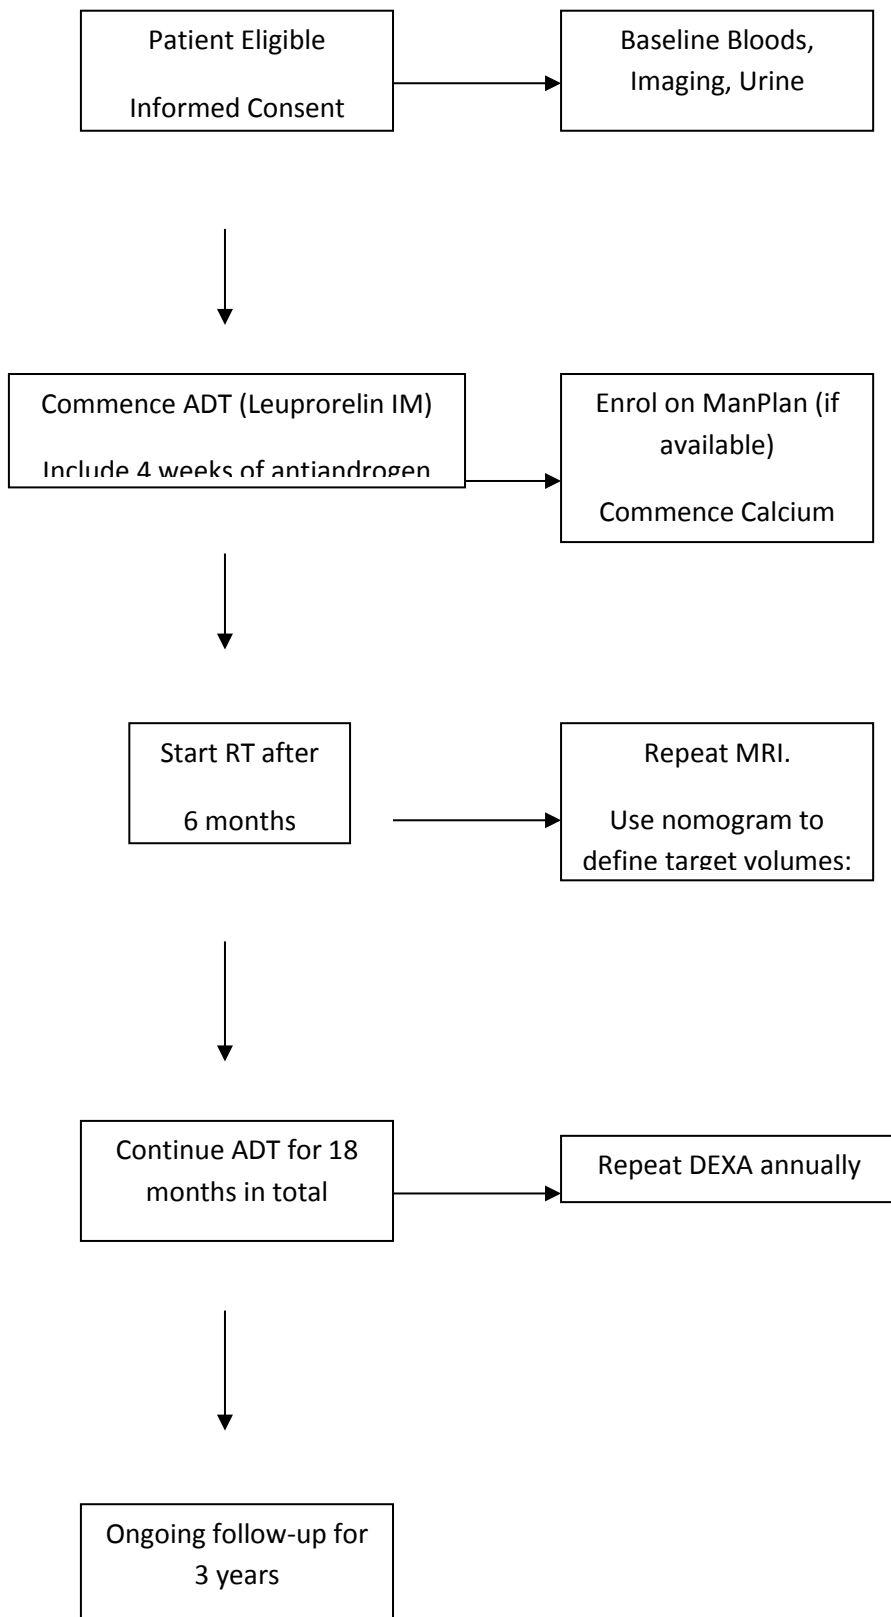 Patient Eligible
Informed Consent
Baseline Bloods,
Imaging, Urine
Commence ADT (Leuprorelin IM)
Include 4 weeks of antiandrogen
Enrol on ManPlan (if
available)
Commence Calcium
Start RT after
6 months
Repeat MRI.
Use nomogram to
define target volumes:
Continue ADT for 18
months in total
Repeat DEXA annually
Ongoing follow-up for
3 years